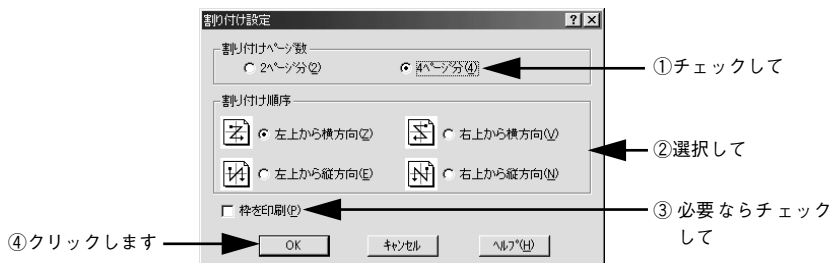 割り付け設定
割り付けページ数
2ページ分(2)
4ページ分(4)
①チェックして
割り付け順序
左上から横方向(Z)
右上から横方向(V)
②選択して
左上から縦方向(E)
右上から縦方向(N)
枠を印刷(P)
③必要ならチェック
して
④クリックします
OK
キャンセル
ヘルプ(H)